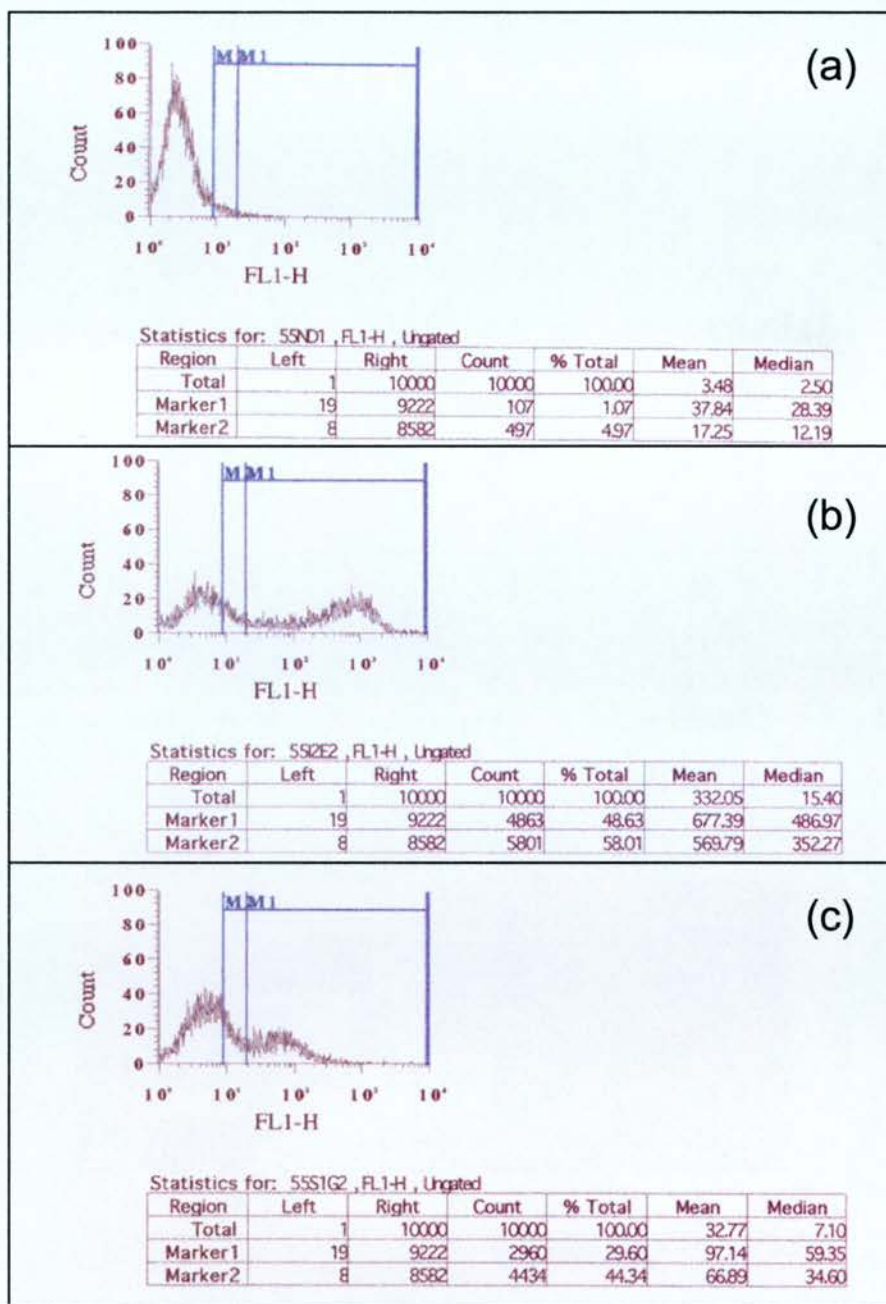 (a)
100
M M1
80
60
40
20
0
Count
10⁰ 10¹ 10² 10³ 10⁴
FL1-H
Statistics for: 55ND1 , FL1-H , Ungated
Region Left Right Count % Total Mean Median
Total 1 10000 10000 100.00 3.48 2.50
Marker1 19 9222 107 1.07 37.84 28.39
Marker2 8 8582 497 4.97 17.25 12.19
(b)
100
M M1
80
60
40
20
0
Count
10⁰ 10¹ 10² 10³ 10⁴
FL1-H
Statistics for: 55I2E2 , FL1-H , Ungated
Region Left Right Count % Total Mean Median
Total 1 10000 10000 100.00 332.05 15.40
Marker1 19 9222 4863 48.63 677.39 486.97
Marker2 8 8582 5801 58.01 569.79 352.27
(c)
100
M M1
80
60
40
20
0
Count
10⁰ 10¹ 10² 10³ 10⁴
FL1-H
Statistics for: 55S1G2 , FL1-H , Ungated
Region Left Right Count % Total Mean Median
Total 1 10000 10000 100.00 32.77 7.10
Marker1 19 9222 2960 29.60 97.14 59.35
Marker2 8 8582 4434 44.34 66.89 34.60